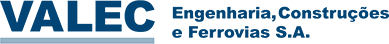 VALEC
Engenharia, Construções
e Ferrovias S.A.